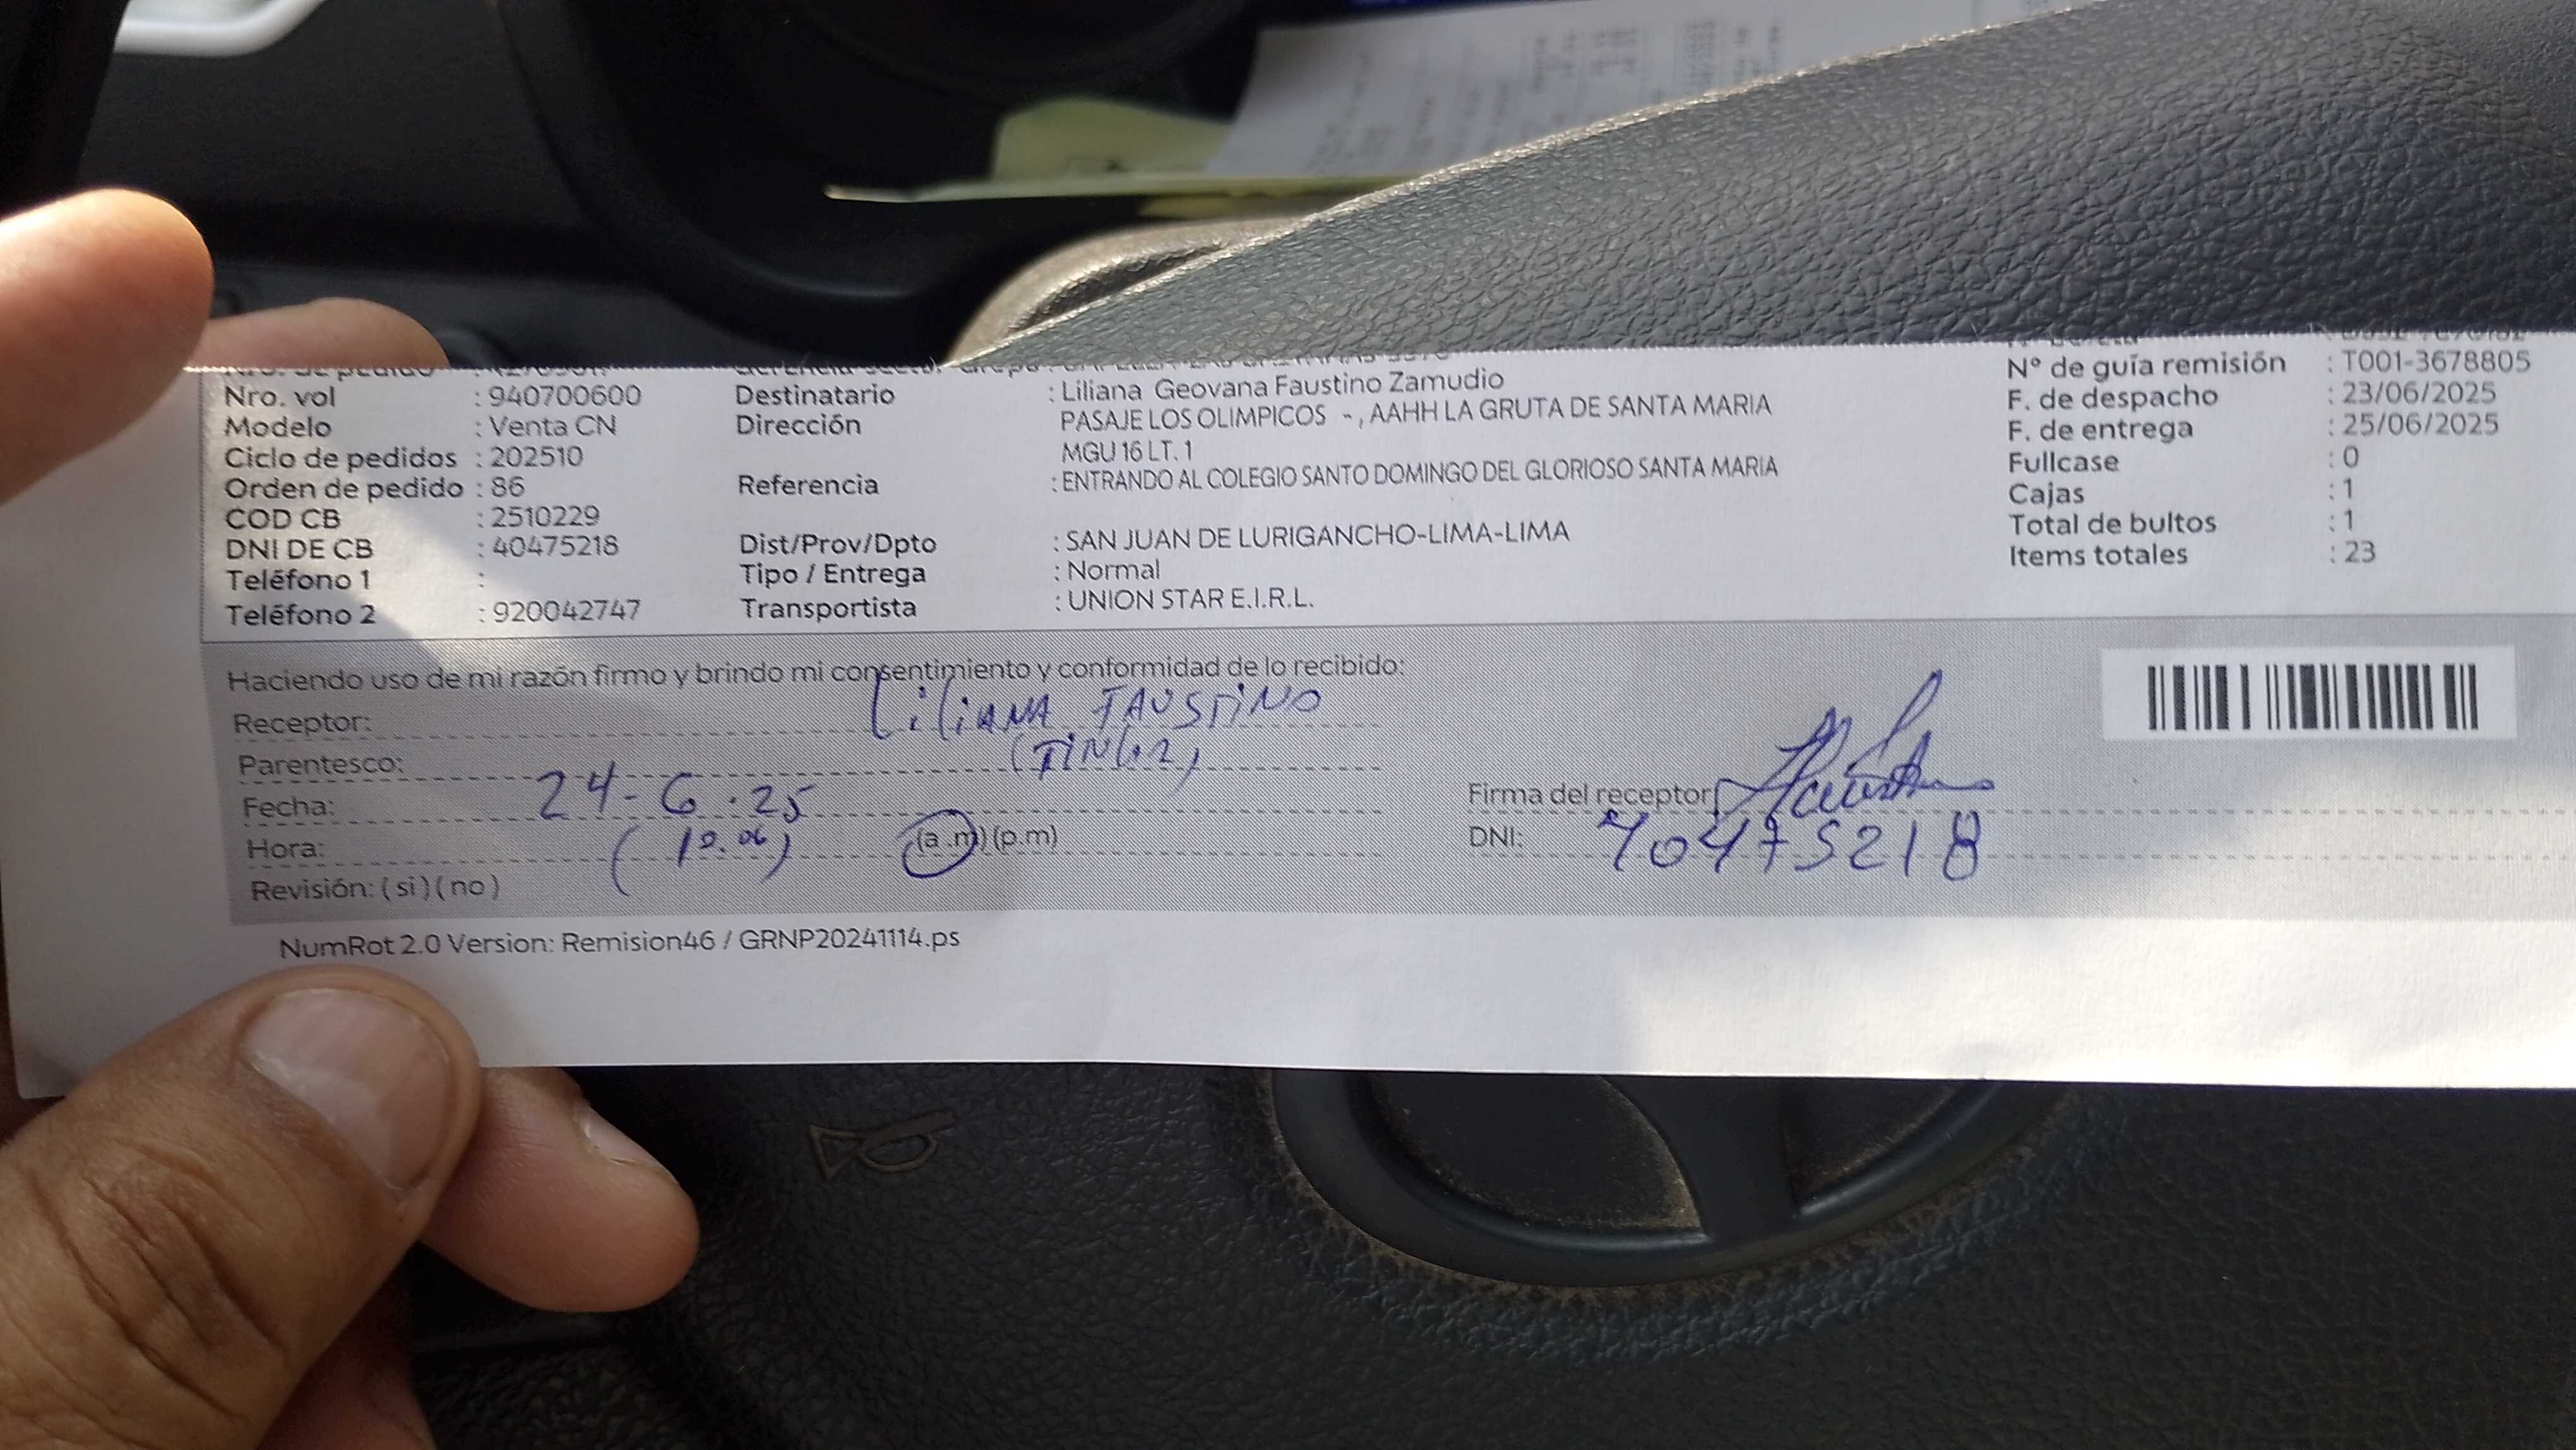 Nro. vol : 940700600
Modelo : Venta CN
Ciclo de pedidos : 202510
Orden de pedido : 86
COD CB : 2510229
DNI DE CB : 40475218
Teléfono 1 :
Teléfono 2 : 920042747
Destinatario : Liliana Geovana Faustino Zamudio
Dirección : PASAJE LOS OLIMPICOS - , AAHH LA GRUTA DE SANTA MARIA
MGU 16 LT. 1
Referencia : ENTRANDO AL COLEGIO SANTO DOMINGO DEL GLORIOSO SANTA MARIA
Dist/Prov/Dpto : SAN JUAN DE LURIGANCHO-LIMA-LIMA
Tipo / Entrega : Normal
Transportista : UNION STAR E.I.R.L.
N° de guía remisión : T001-3678805
F. de despacho : 23/06/2025
F. de entrega : 25/06/2025
Fullcase : 0
Cajas : 1
Total de bultos : 1
Items totales : 23
Haciendo uso de mi razón firmo y brindo mi consentimiento y conformidad de lo recibido:
Receptor: LiliANA FAUSTiNO
Parentesco:
Fecha: 24-6.25
Hora: (10.06) (a.m) (p.m)
Revisión: (si) (no)
Firma del receptor
DNI: 40475218
NumRot 2.0 Version: Remision46 / GRNP20241114.ps